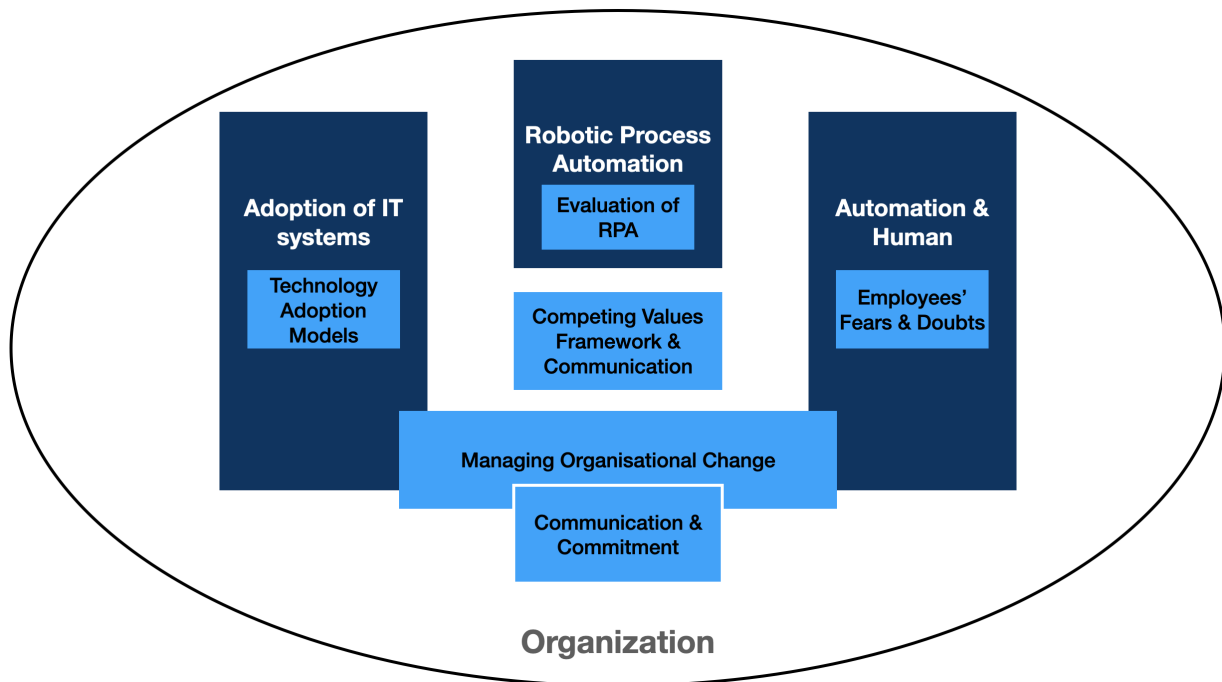 Robotic Process
Automation
Evaluation of
RPA
Adoption of IT
systems
Technology
Adoption
Models
Automation &
Human
Employees’
Fears & Doubts
Competing Values
Framework &
Communication
Managing Organisational Change
Communication &
Commitment
Organization